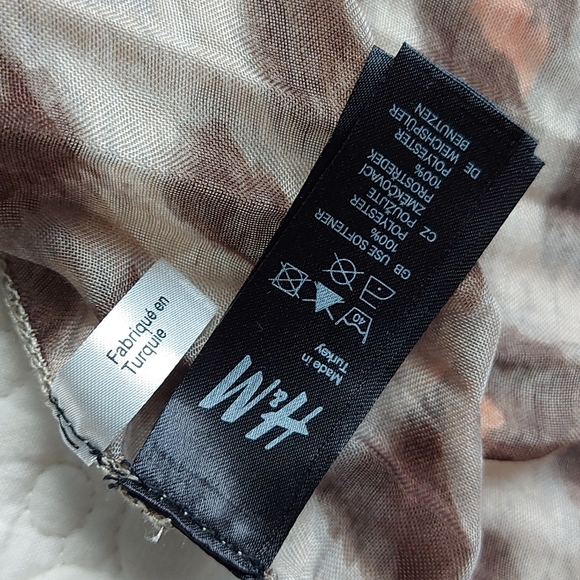 Fabriqué en
Turquie
H&M
Made in
Turkey
40
GB USE SOFTENER
100%
POLYESTER
CZ POUŽIJTE
ZMĚKČOVACÍ
PROSTŘEDEK
100%
POLYESTER
DE WEICHSPÜLER
BENUTZEN